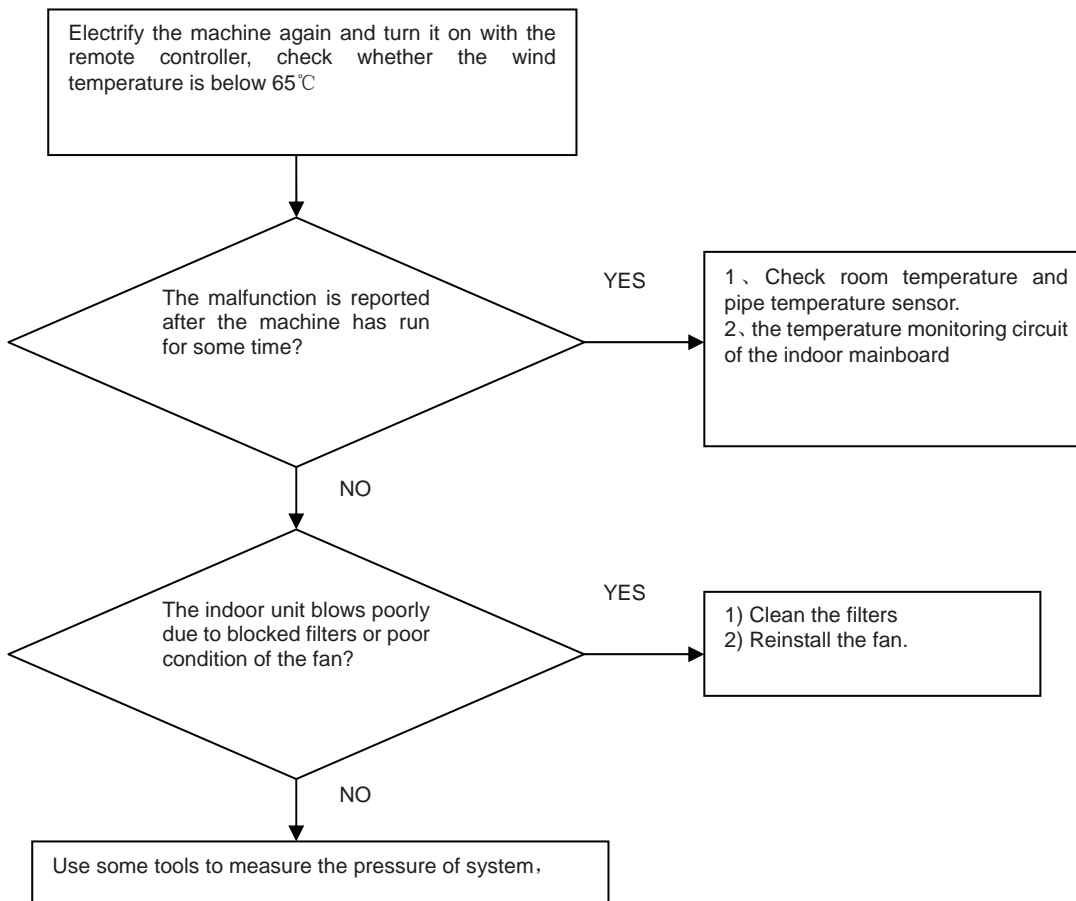 Electrify the machine again and turn it on with the
remote controller, check whether the wind
temperature is below 65℃
The malfunction is reported
after the machine has run
for some time?
YES
1、Check room temperature and
pipe temperature sensor.
2、the temperature monitoring circuit
of the indoor mainboard
NO
The indoor unit blows poorly
due to blocked filters or poor
condition of the fan?
YES
1) Clean the filters
2) Reinstall the fan.
NO
Use some tools to measure the pressure of system，